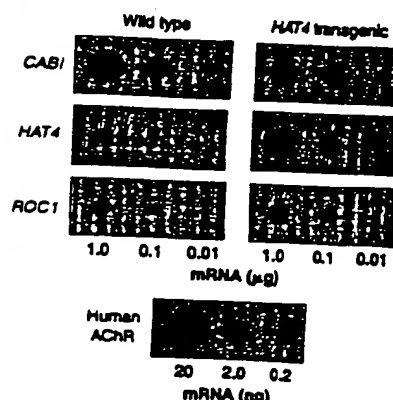 Wild type HAT4 transgenic
CABI
HAT4
ROC1
1.0 0.1 0.01 1.0 0.1 0.01
mRNA (µg)
Human
AChR
20 2.0 0.2
mRNA (ng)